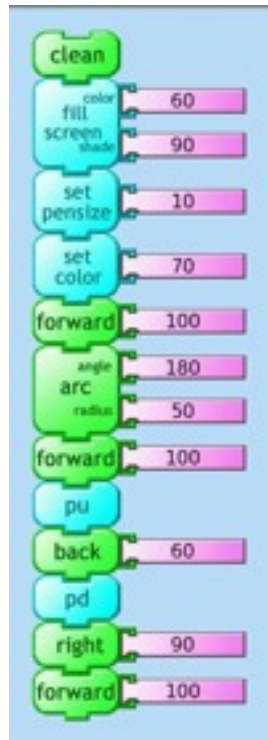 clean
color 60
fill
screen
shade 90
set
pensize 10
set
color 70
forward 100
angle 180
arc
radius 50
forward 100
pu
back 60
pd
right 90
forward 100